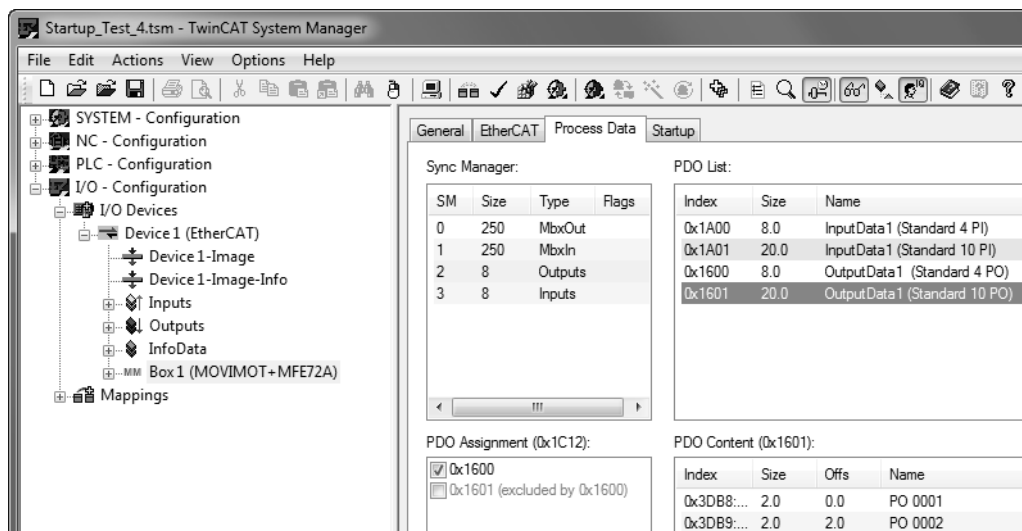 Startup_Test_4.tsm - TwinCAT System Manager
File Edit Actions View Options Help
SYSTEM - Configuration
NC - Configuration
PLC - Configuration
I/O - Configuration
I/O Devices
Device 1 (EtherCAT)
Device 1-Image
Device 1-Image-Info
Inputs
Outputs
InfoData
MM Box 1 (MOVIMOT+MFE72A)
Mappings
General EtherCAT Process Data Startup
Sync Manager:
SM Size Type Flags
0 250 MbxOut
1 250 MbxIn
2 8 Outputs
3 8 Inputs
PDO List:
Index Size Name
0x1A00 8.0 InputData1 (Standard 4 PI)
0x1A01 20.0 InputData1 (Standard 10 PI)
0x1600 8.0 OutputData1 (Standard 4 PO)
0x1601 20.0 OutputData1 (Standard 10 PO)
PDO Assignment (0x1C12):
0x1600
0x1601 (excluded by 0x1600)
PDO Content (0x1601):
Index Size Offs Name
0x3DB8:... 2.0 0.0 PO 0001
0x3DB9:... 2.0 2.0 PO 0002